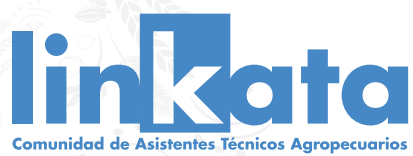 linkata
Comunidad de Asistentes Técnicos Agropecuarios